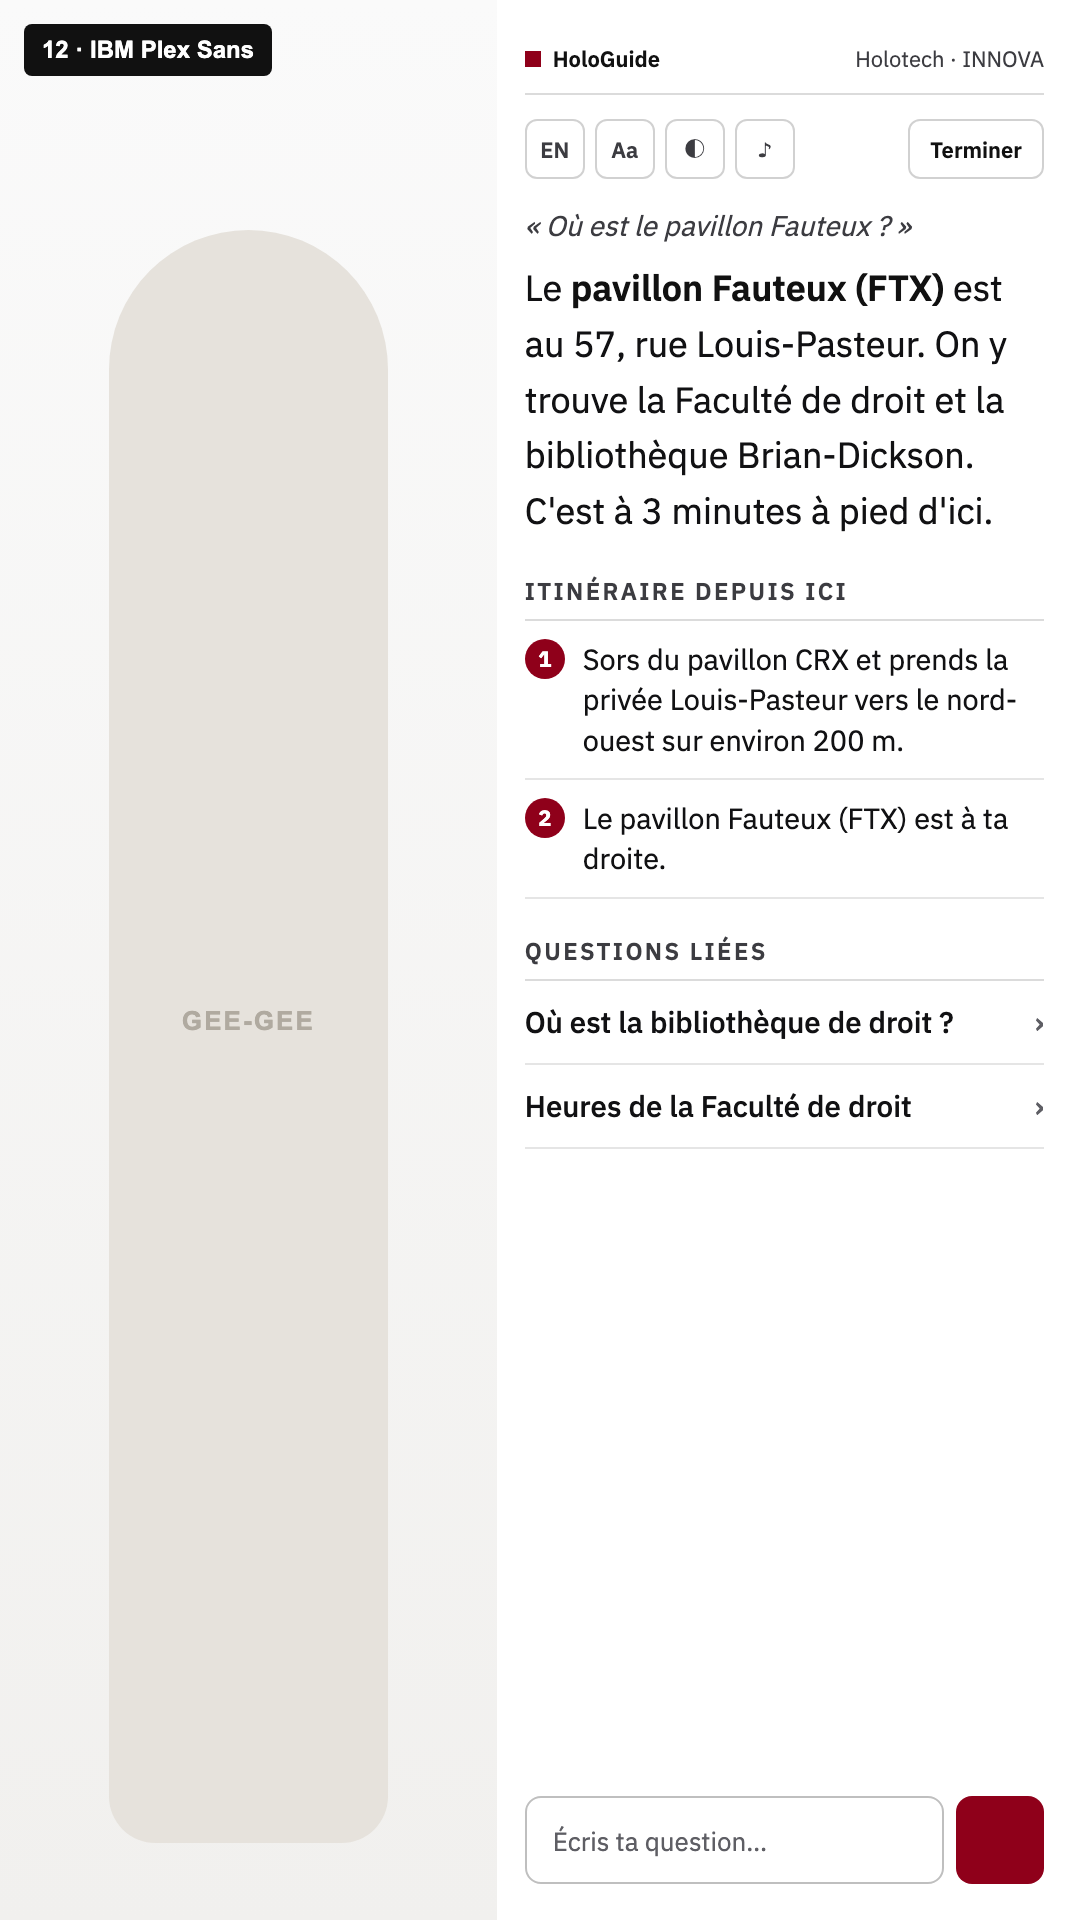 12 · IBM Plex Sans
HoloGuide
Holotech · INNOVA
EN
Aa
◐
♪
Terminer
« Où est le pavillon Fauteux ? »
Le pavillon Fauteux (FTX) est
au 57, rue Louis-Pasteur. On y
trouve la Faculté de droit et la
bibliothèque Brian-Dickson.
C'est à 3 minutes à pied d'ici.
ITINÉRAIRE DEPUIS ICI
1 Sors du pavillon CRX et prends la
privée Louis-Pasteur vers le nord-
ouest sur environ 200 m.
2 Le pavillon Fauteux (FTX) est à ta
droite.
QUESTIONS LIÉES
Où est la bibliothèque de droit ? ›
Heures de la Faculté de droit ›
GEE-GEE
Écris ta question...